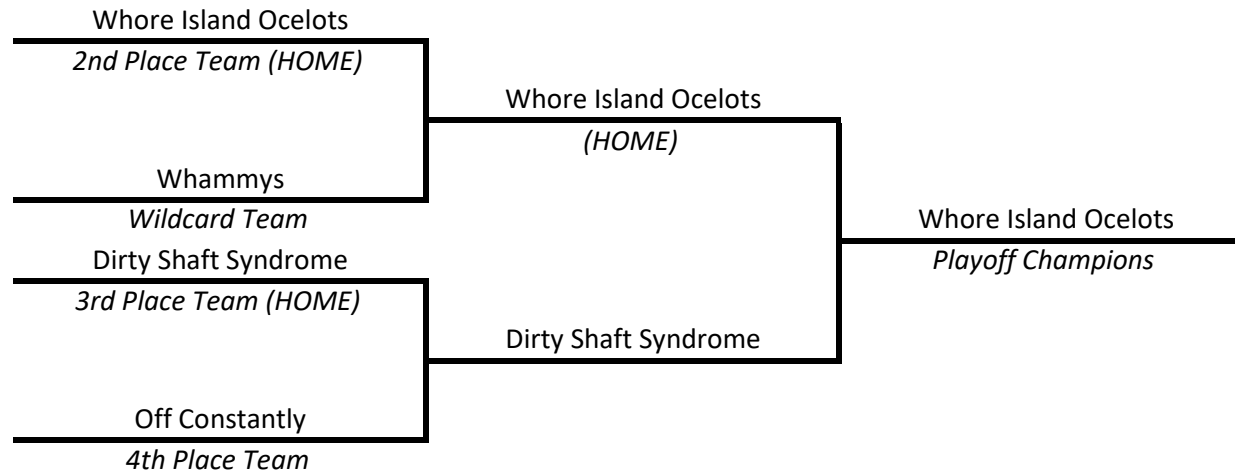 Whore Island Ocelots
2nd Place Team (HOME)
Whammys
Wildcard Team
Dirty Shaft Syndrome
3rd Place Team (HOME)
Off Constantly
4th Place Team
Whore Island Ocelots
(HOME)
Dirty Shaft Syndrome
Whore Island Ocelots
Playoff Champions